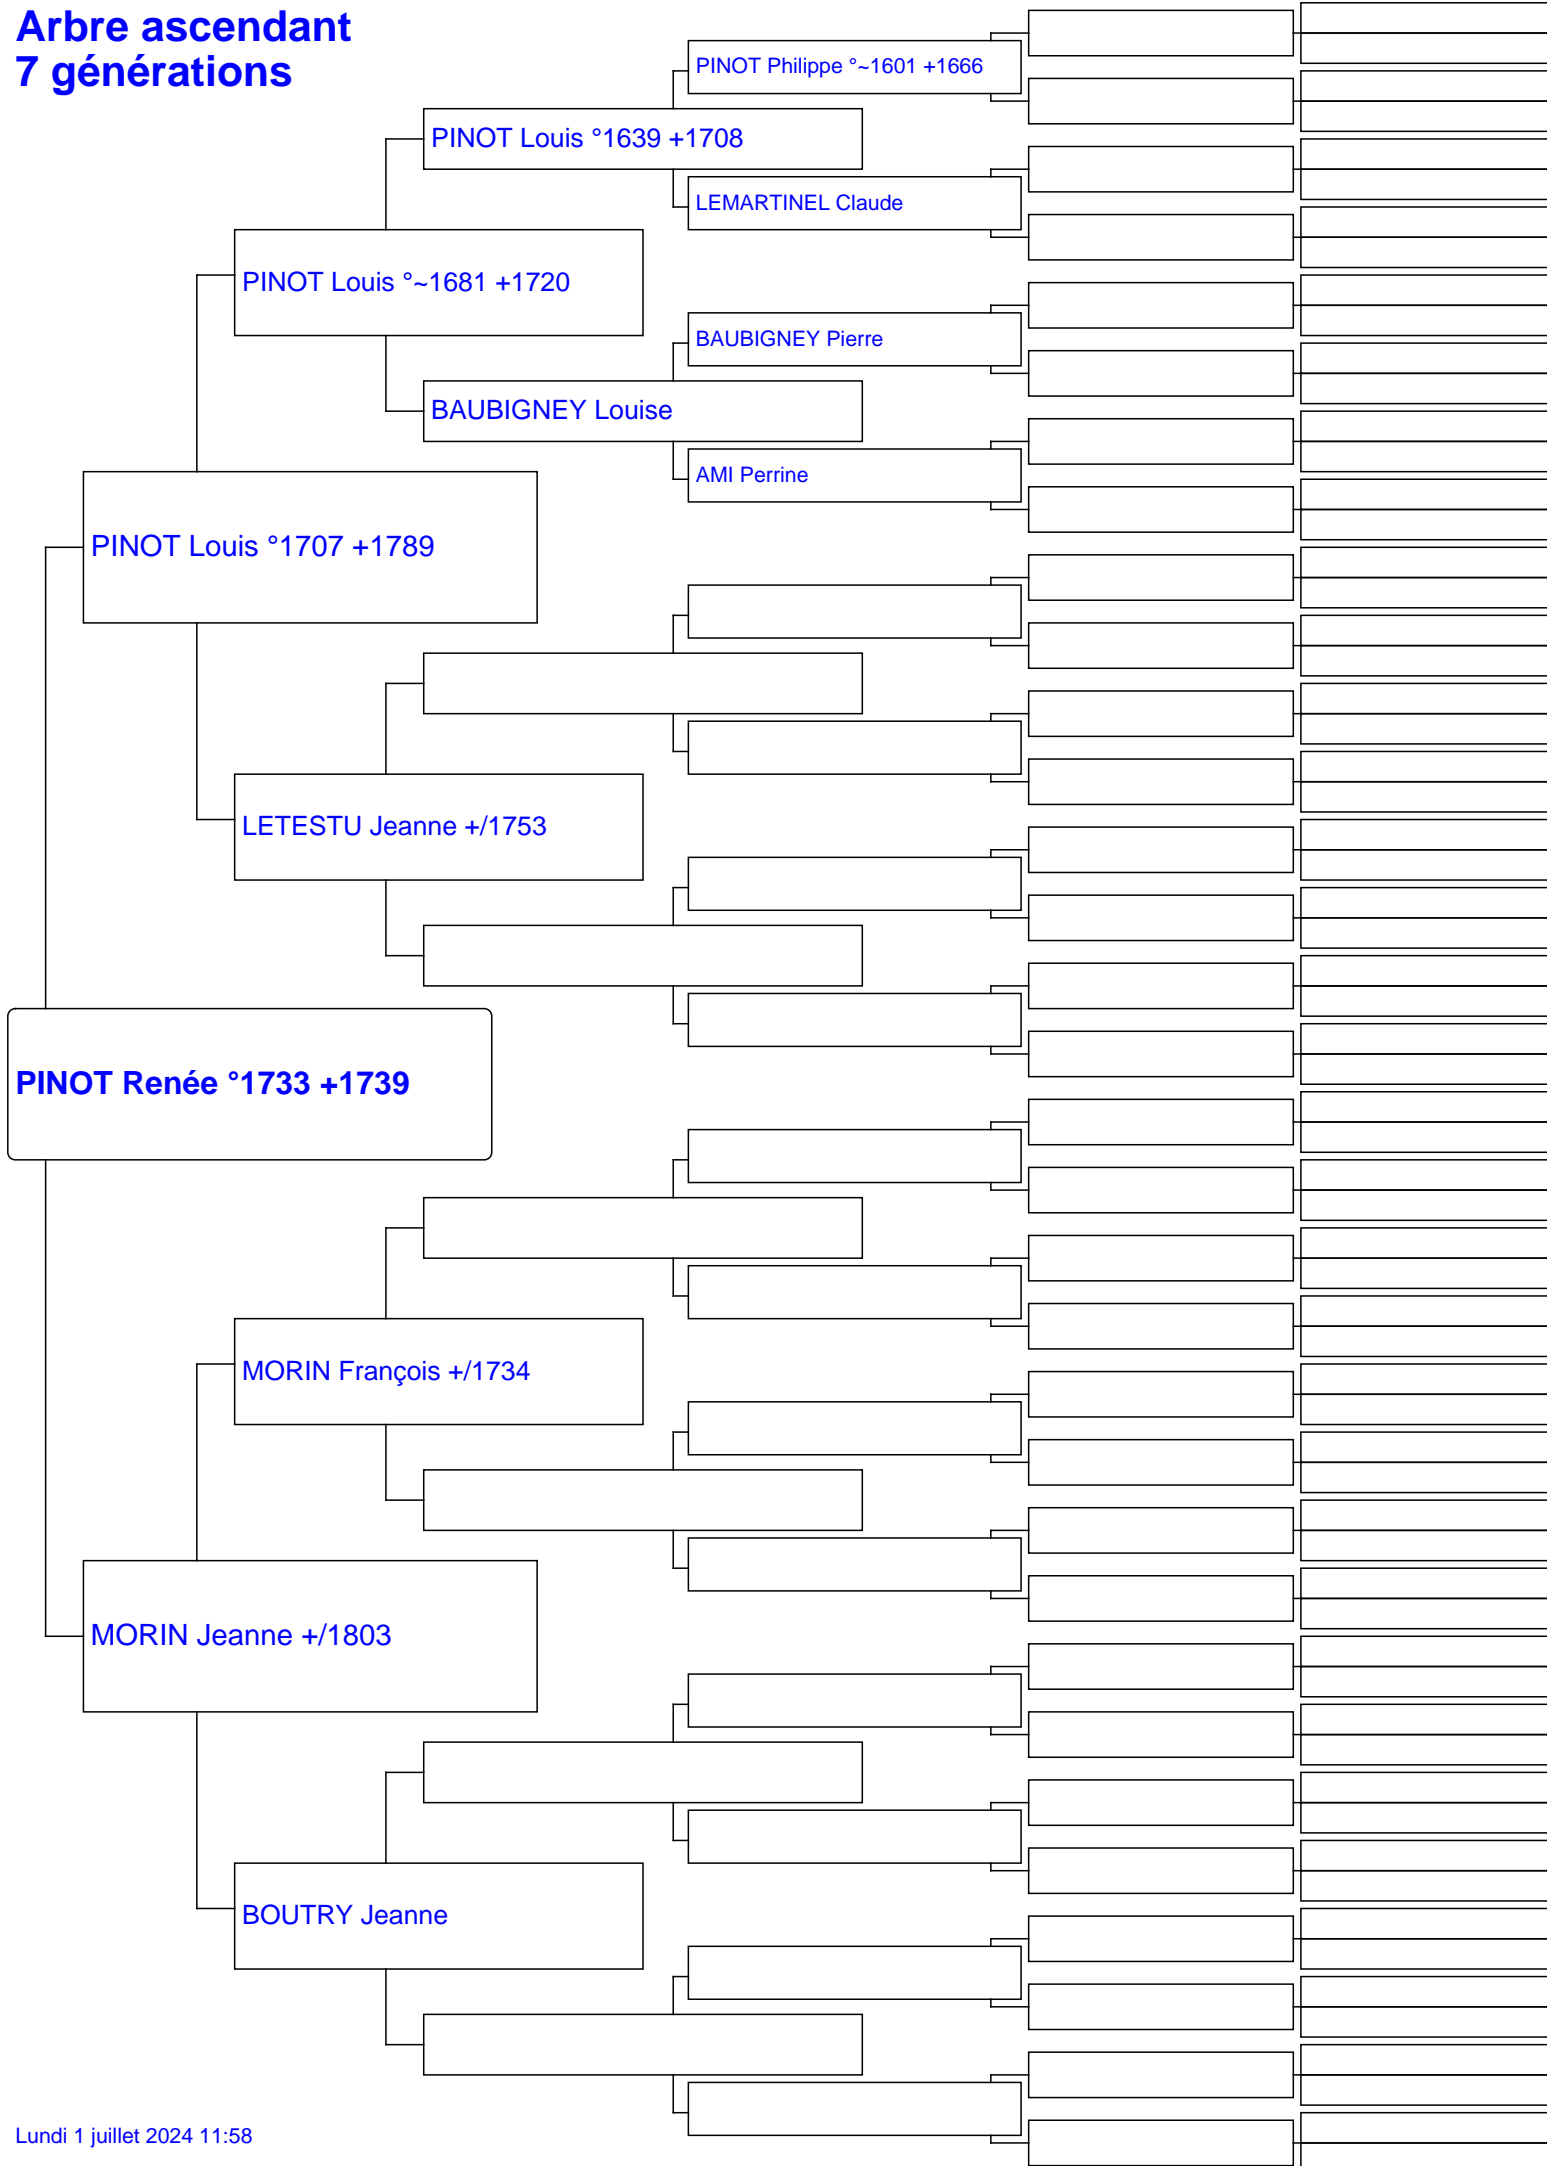 Arbre ascendant
7 générations
PINOT Philippe °~1601 +1666
PINOT Louis °1639 +1708
LEMARTINEL Claude
PINOT Louis °~1681 +1720
BAUBIGNEY Pierre
BAUBIGNEY Louise
AMI Perrine
PINOT Louis °1707 +1789
LETESTU Jeanne +/1753
PINOT Renée °1733 +1739
MORIN François +/1734
MORIN Jeanne +/1803
BOUTRY Jeanne
Lundi 1 juillet 2024 11:58